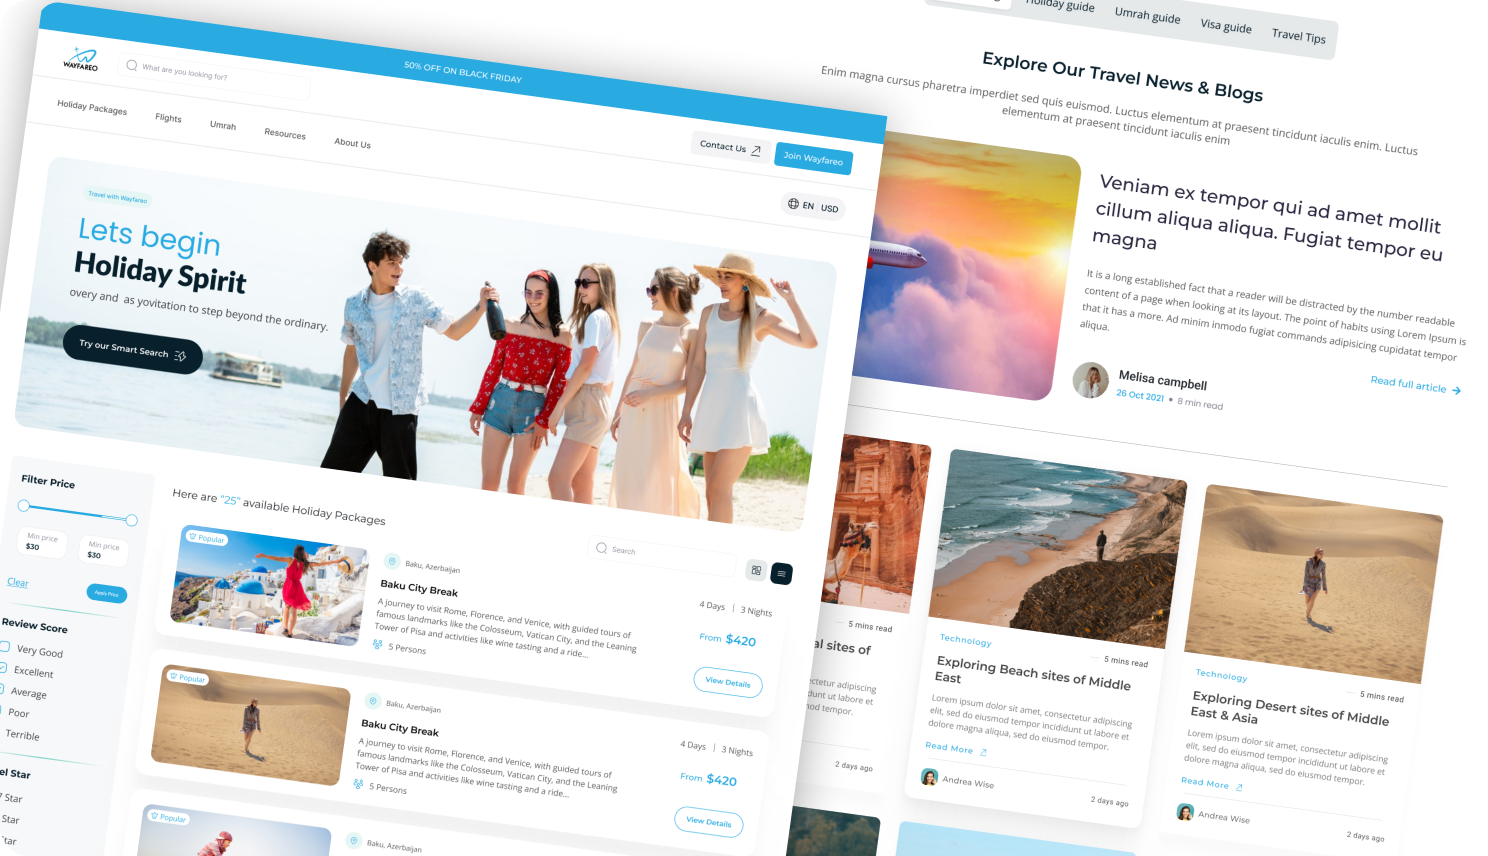 50% OFF ON BLACK FRIDAY
WAYFAREO
What are you looking for?
Holiday Packages
Flights
Umrah
Resources
About Us
Contact Us
Join Wayfareo
EN
USD
Travel with Wayfareo
Lets begin
Holiday Spirit
overy and as yovitation to step beyond the ordinary.
Try our Smart Search
Filter Price
Min price
$30
Min price
$30
Clear
Apply Price
Review Score
Very Good
Excellent
Average
Poor
Terrible
el Star
Star
Star
tar
Here are "25" available Holiday Packages
Search
Popular
Baku, Azerbaijan
Baku City Break
A journey to visit Rome, Florence, and Venice, with guided tours of
famous landmarks like the Colosseum, Vatican City, and the Leaning
Tower of Pisa and activities like wine tasting and a ride...
5 Persons
4 Days | 3 Nights
From $420
View Details
Popular
Baku, Azerbaijan
Baku City Break
A journey to visit Rome, Florence, and Venice, with guided tours of
famous landmarks like the Colosseum, Vatican City, and the Leaning
Tower of Pisa and activities like wine tasting and a ride...
5 Persons
4 Days | 3 Nights
From $420
View Details
Popular
Baku, Azerbaijan
Holiday guide
Umrah guide
Visa guide
Travel Tips
Explore Our Travel News & Blogs
Enim magna cursus pharetra imperdiet sed quis euismod. Luctus elementum at praesent tincidunt iaculis enim. Luctus
elementum at praesent tincidunt iaculis enim
Veniam ex tempor qui ad amet mollit
cillum aliqua aliqua. Fugiat tempor eu
magna
It is a long established fact that a reader will be distracted by the number readable
content of a page when looking at its layout. The point of habits using Lorem Ipsum is
that it has a more. Ad minim inmodo fugiat commands adipisicing cupidatat tempor
aliqua.
Melisa campbell
26 Oct 2021 • 8 min read
Read full article
5 mins read
al sites of
ctetur adipiscing
dunt ut labore et
mod tempor.
2 days ago
Technology
5 mins read
Exploring Beach sites of Middle
East
Lorem ipsum dolor sit amet, consectetur adipiscing
elit, sed do eiusmod tempor incididunt ut labore et
dolore magna aliqua, sed do eiusmod tempor.
Read More
Andrea Wise
2 days ago
Technology
5 mins read
Exploring Desert sites of Middle
East & Asia
Lorem ipsum dolor sit amet, consectetur adipiscing
elit, sed do eiusmod tempor incididunt ut labore et
dolore magna aliqua, sed do eiusmod tempor.
Read More
Andrea Wise
2 days ago